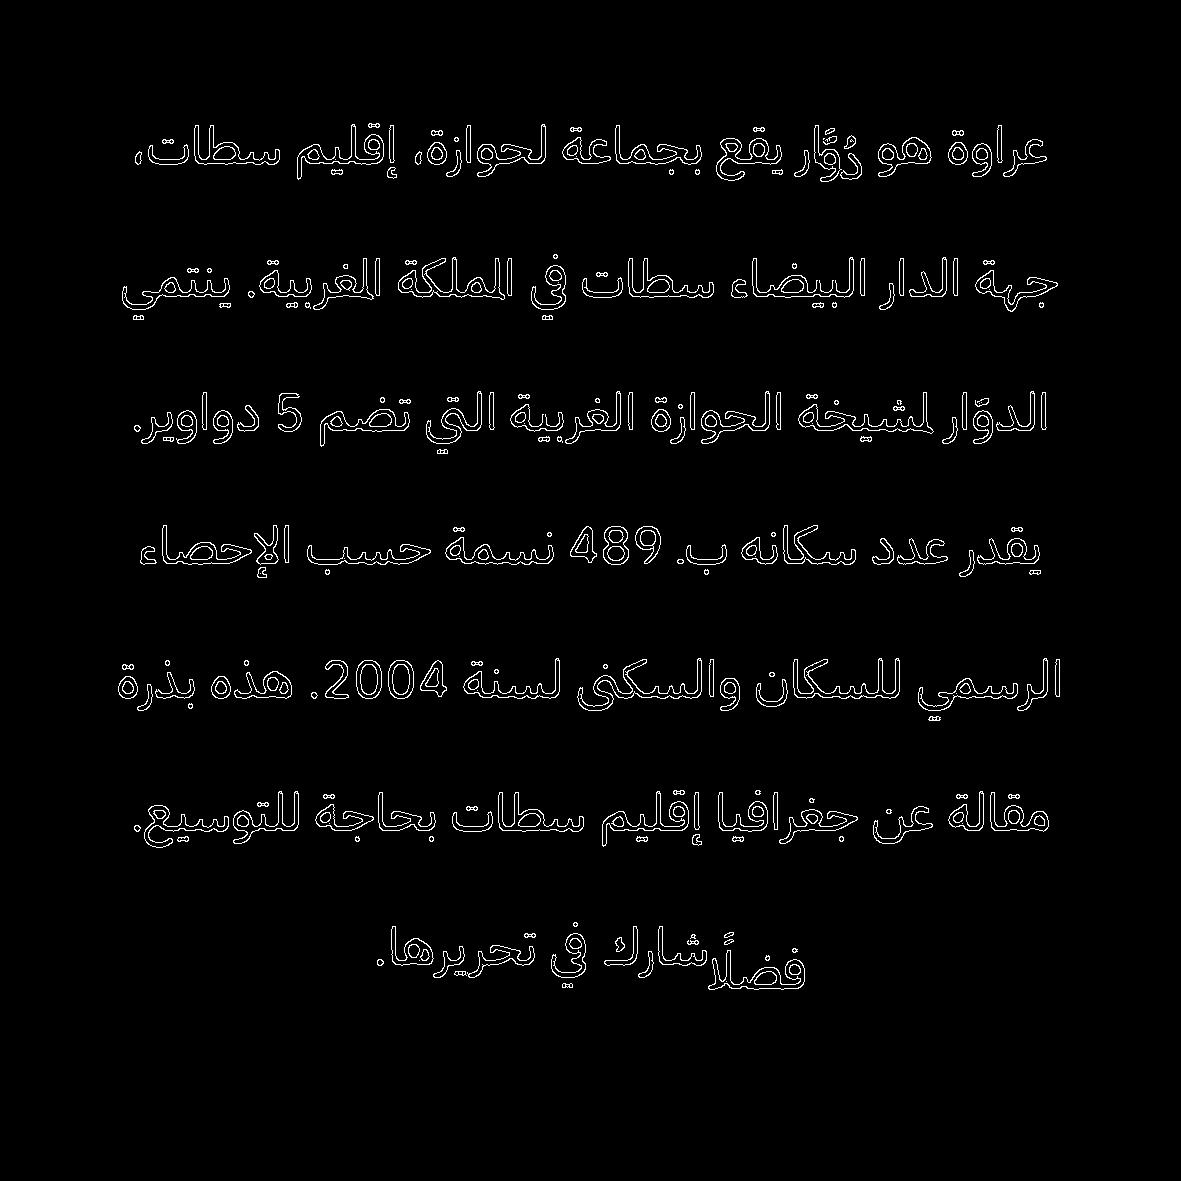 عراوة هو دُوَّار يقع بجماعة لحوازة، إقليم سطات،
جهة الدار البيضاء سطات في المملكة المغربية. ينتمي
الدوَّار لمشيخة الحوازة الغربية التي تضم 5 دواوير.
يقدر عدد سكانه ب. 489 نسمة حسب الإحصاء
الرسمي للسكان والسكنى لسنة 2004. هذه بذرة
مقالة عن جغرافيا إقليم سطات بحاجة للتوسيع.
فضلًا شارك في تحريرها.